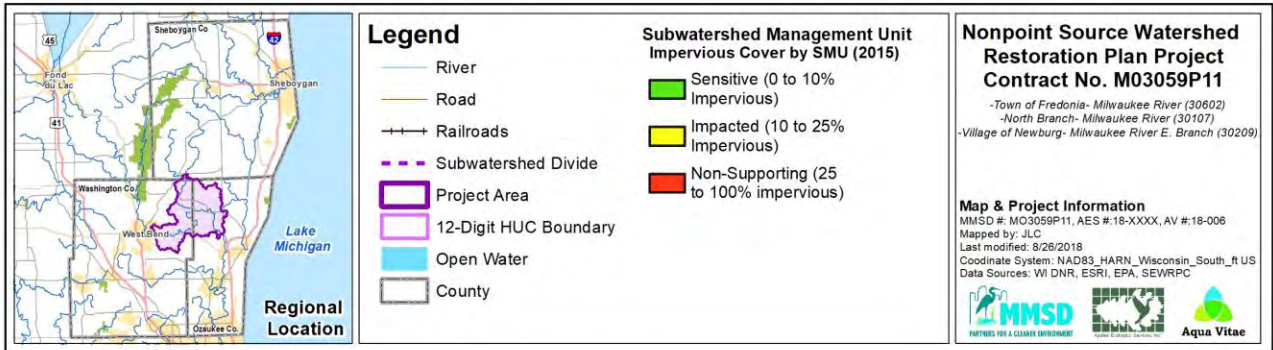 Sheboygan Co.
45
42
Fond
du Lac
Sheboygan
41
Washington Co.
West Bend
Lake
Michigan
Ozaukee Co.
Regional
Location
Legend
River
Road
Railroads
Subwatershed Divide
Project Area
12-Digit HUC Boundary
Open Water
County
Subwatershed Management Unit
Impervious Cover by SMU (2015)
Sensitive (0 to 10%
Impervious)
Impacted (10 to 25%
Impervious)
Non-Supporting (25
to 100% impervious)
Nonpoint Source Watershed
Restoration Plan Project
Contract No. M03059P11
-Town of Fredonia- Milwaukee River (30602)
-North Branch- Milwaukee River (30107)
-Village of Newburg- Milwaukee River E. Branch (30209)
Map & Project Information
MMSD #: MO3059P11, AES #:18-XXXX, AV #:18-006
Mapped by: JLC
Last modified: 8/26/2018
Coodinate System: NAD83_HARN_Wisconsin_South_ft US
Data Sources: WI DNR, ESRI, EPA, SEWRPC
MMSD
PARTNERS FOR A CLEANER ENVIRONMENT
Applied Ecological Services, Inc.
Aqua Vitae